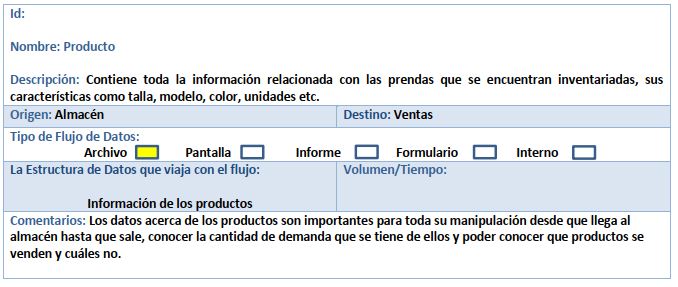 Id:
Nombre: Producto
Descripción: Contiene toda la información relacionada con las prendas que se encuentran inventariadas, sus
características como talla, modelo, color, unidades etc.
Origen: Almacén
Destino: Ventas
Tipo de Flujo de Datos:
Archivo Pantalla Informe Formulario Interno
La Estructura de Datos que viaja con el flujo:
Información de los productos
Volumen/Tiempo:
Comentarios: Los datos acerca de los productos son importantes para toda su manipulación desde que llega al
almacén hasta que sale, conocer la cantidad de demanda que se tiene de ellos y poder conocer que productos se
venden y cuáles no.